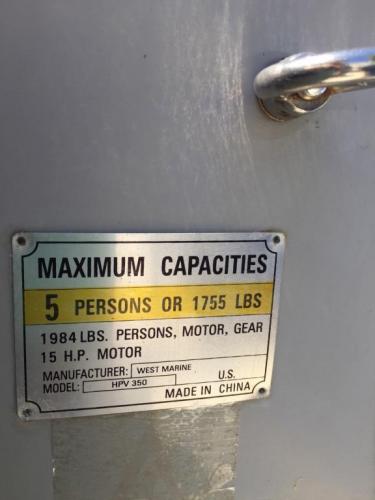 MAXIMUM CAPACITIES
5 PERSONS OR 1755 LBS
1984 LBS. PERSONS, MOTOR, GEAR
15 H.P. MOTOR
MANUFACTURER: WEST MARINE U.S.
MODEL: HPV 350
MADE IN CHINA